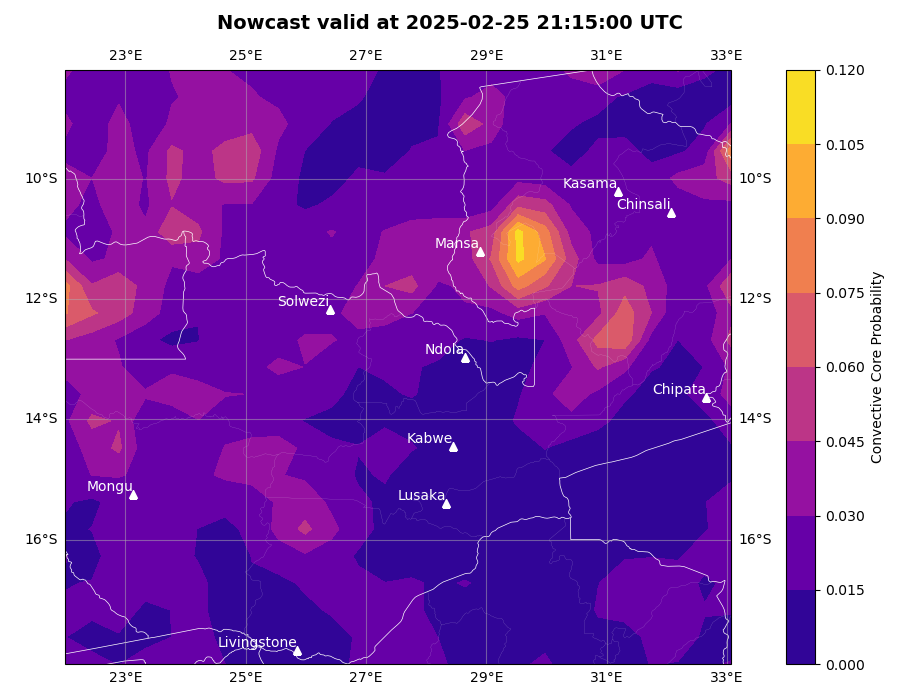 Nowcast valid at 2025-02-25 21:15:00 UTC
23°E 25°E 27°E 29°E 31°E 33°E
0.120
0.105
10°S Kasama 10°S
Chinsali
0.090
Mansa
0.075
12°S Solwezi 12°S
0.060
Ndola
Chipata
14°S 14°S
Kabwe
0.045
Mongu
Lusaka
0.030
16°S 16°S
0.015
Livingstone
0.000
23°E 25°E 27°E 29°E 31°E 33°E
Convective Core Probability